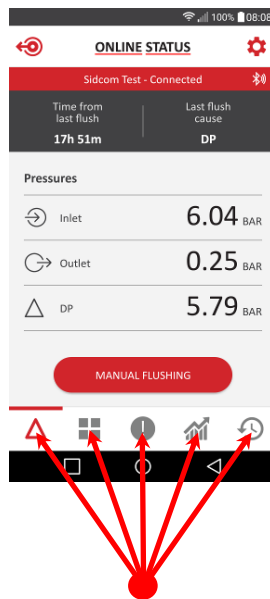 100% 08:08
ONLINE STATUS
Sidcom Test - Connected
Time from
last flush
17h 51m
Last flush
cause
DP
Pressures
Inlet 6.04 BAR
Outlet 0.25 BAR
DP 5.79 BAR
MANUAL FLUSHING